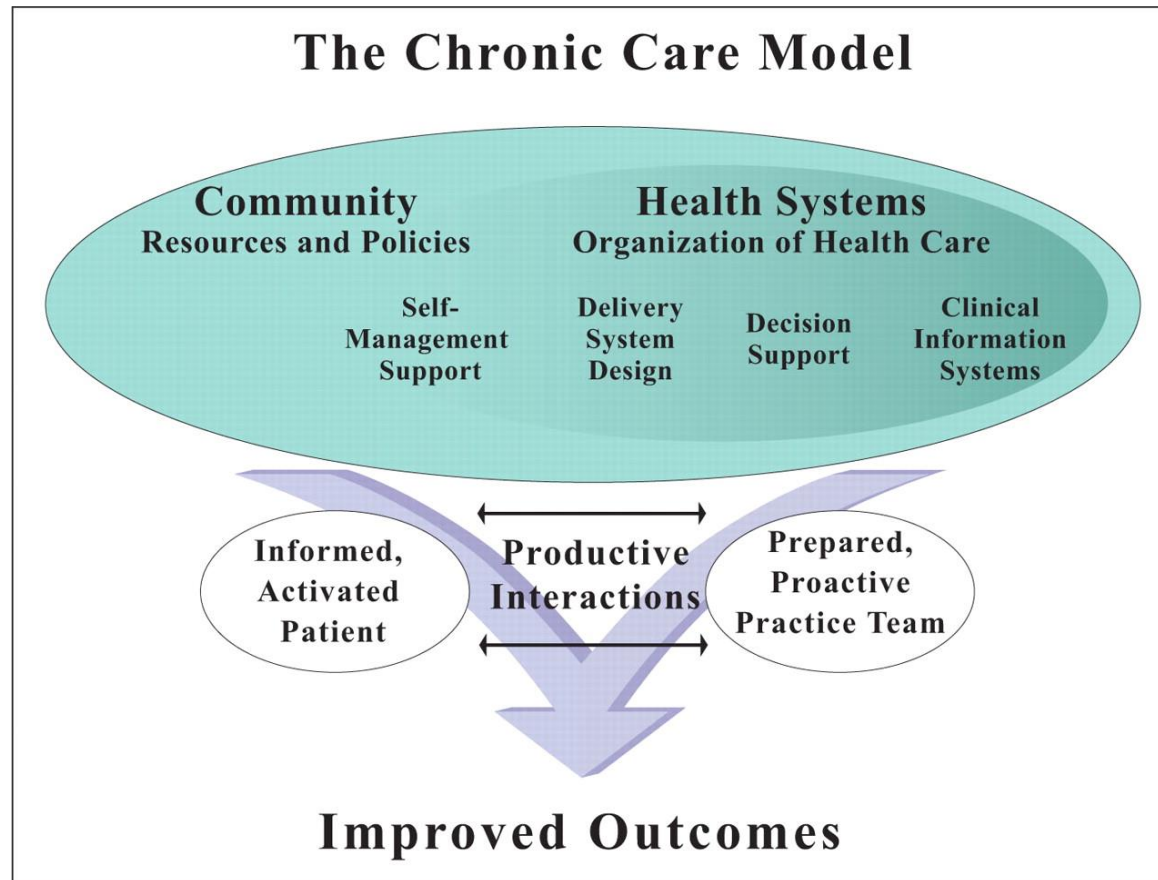 The Chronic Care Model
Community
Resources and Policies
Health Systems
Organization of Health Care
Self-
Management
Support
Delivery
System
Design
Decision
Support
Clinical
Information
Systems
Informed,
Activated
Patient
Productive
Interactions
Prepared,
Proactive
Practice Team
Improved Outcomes